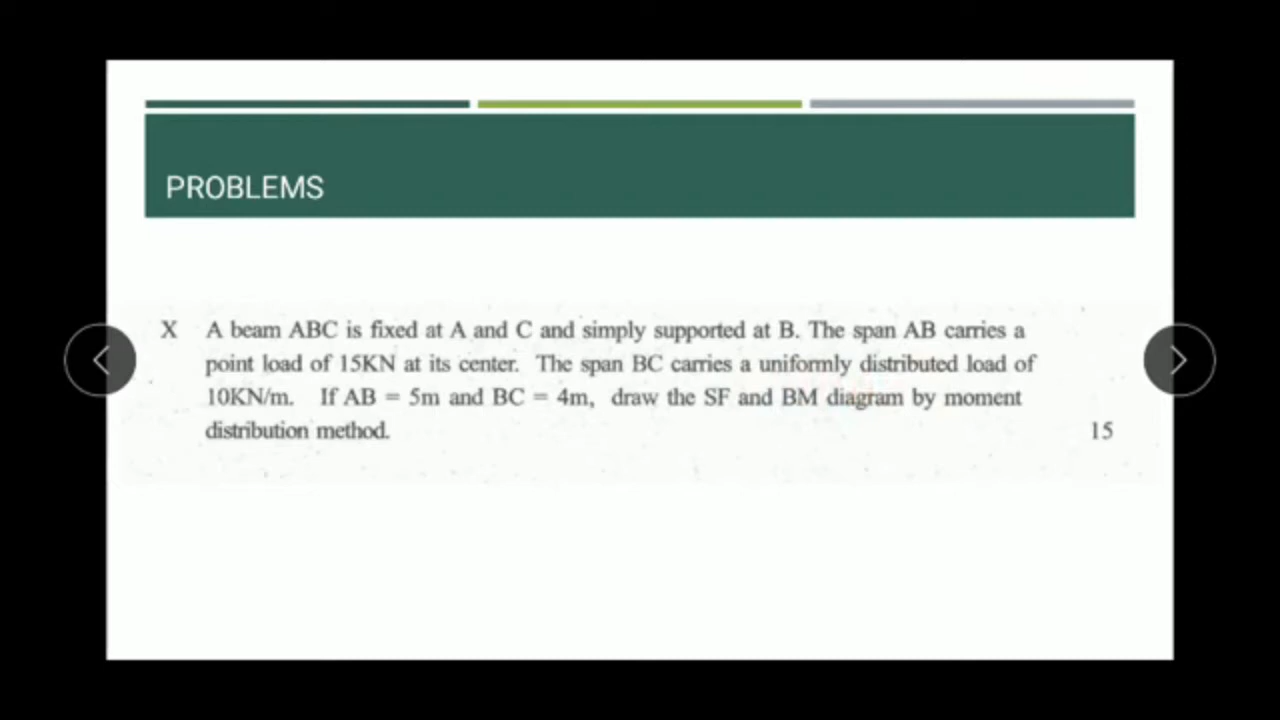 PROBLEMS
X A beam ABC is fixed at A and C and simply supported at B. The span AB carries a
point load of 15KN at its center. The span BC carries a uniformly distributed load of
10KN/m. If AB = 5m and BC = 4m, draw the SF and BM diagram by moment
distribution method. 15